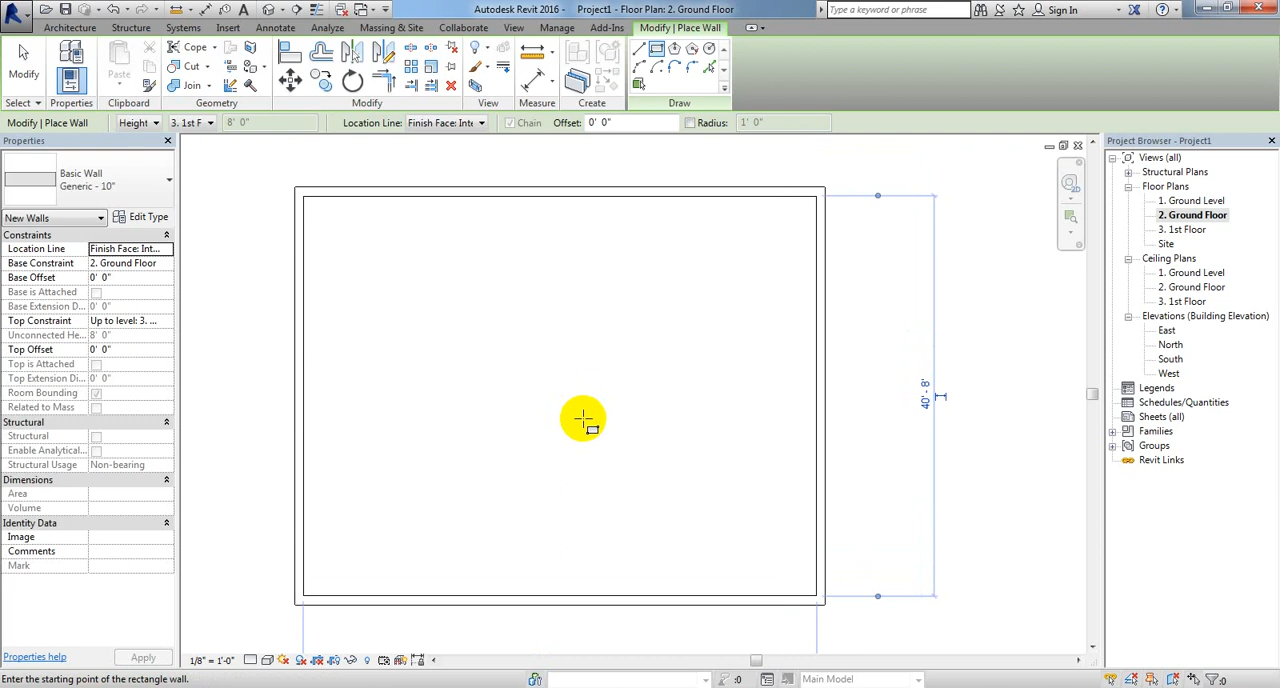 Autodesk Revit 2016 - Project1 - Floor Plan: 2. Ground Floor
Type a keyword or phrase
Sign In
Architecture Structure Systems Insert Annotate Analyze Massing & Site Collaborate View Manage Add-Ins Modify | Place Wall
Modify
Select
Properties
Paste
Clipboard
Cope
Cut
Join
Geometry
Modify
View
Measure
Create
Draw
Modify | Place Wall
Height
3. 1st F
8' 0"
Location Line: Finish Face: Inte
Chain
Offset: 0' 0"
Radius: 1' 0"
Properties
Basic Wall
Generic - 10"
New Walls
Edit Type
Constraints
Location Line Finish Face: Int...
Base Constraint 2. Ground Floor
Base Offset 0' 0"
Base is Attached
Base Extension D... 0' 0"
Top Constraint Up to level: 3. ...
Unconnected He... 8' 0"
Top Offset 0' 0"
Top is Attached
Top Extension Di... 0' 0"
Room Bounding
Related to Mass
Structural
Structural
Enable Analytical...
Structural Usage Non-bearing
Dimensions
Area
Volume
Identity Data
Image
Comments
Mark
Properties help
Apply
2D
40' - 8"
Project Browser - Project1
Views (all)
Structural Plans
Floor Plans
1. Ground Level
2. Ground Floor
3. 1st Floor
Site
Ceiling Plans
1. Ground Level
2. Ground Floor
3. 1st Floor
Elevations (Building Elevation)
East
North
South
West
Legends
Schedules/Quantities
Sheets (all)
Families
Groups
Revit Links
1/8" = 1'-0"
Enter the starting point of the rectangle wall.
:0
Main Model
:0